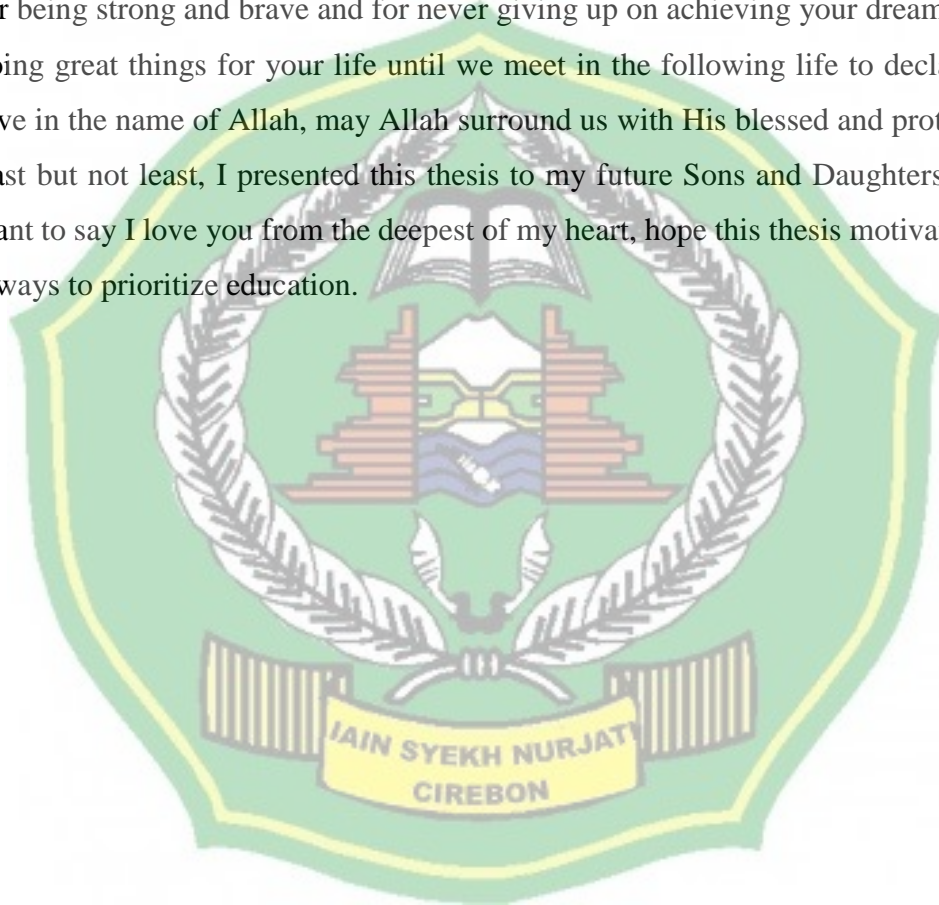 r being strong and brave and for never giving up on achieving your dream
oing great things for your life until we meet in the following life to decla
ve in the name of Allah, may Allah surround us with His blessed and prot
ast but not least, I presented this thesis to my future Sons and Daughters
ant to say I love you from the deepest of my heart, hope this thesis motiva
ways to prioritize education.
IAIN SYEKH NURJATI
CIREBON